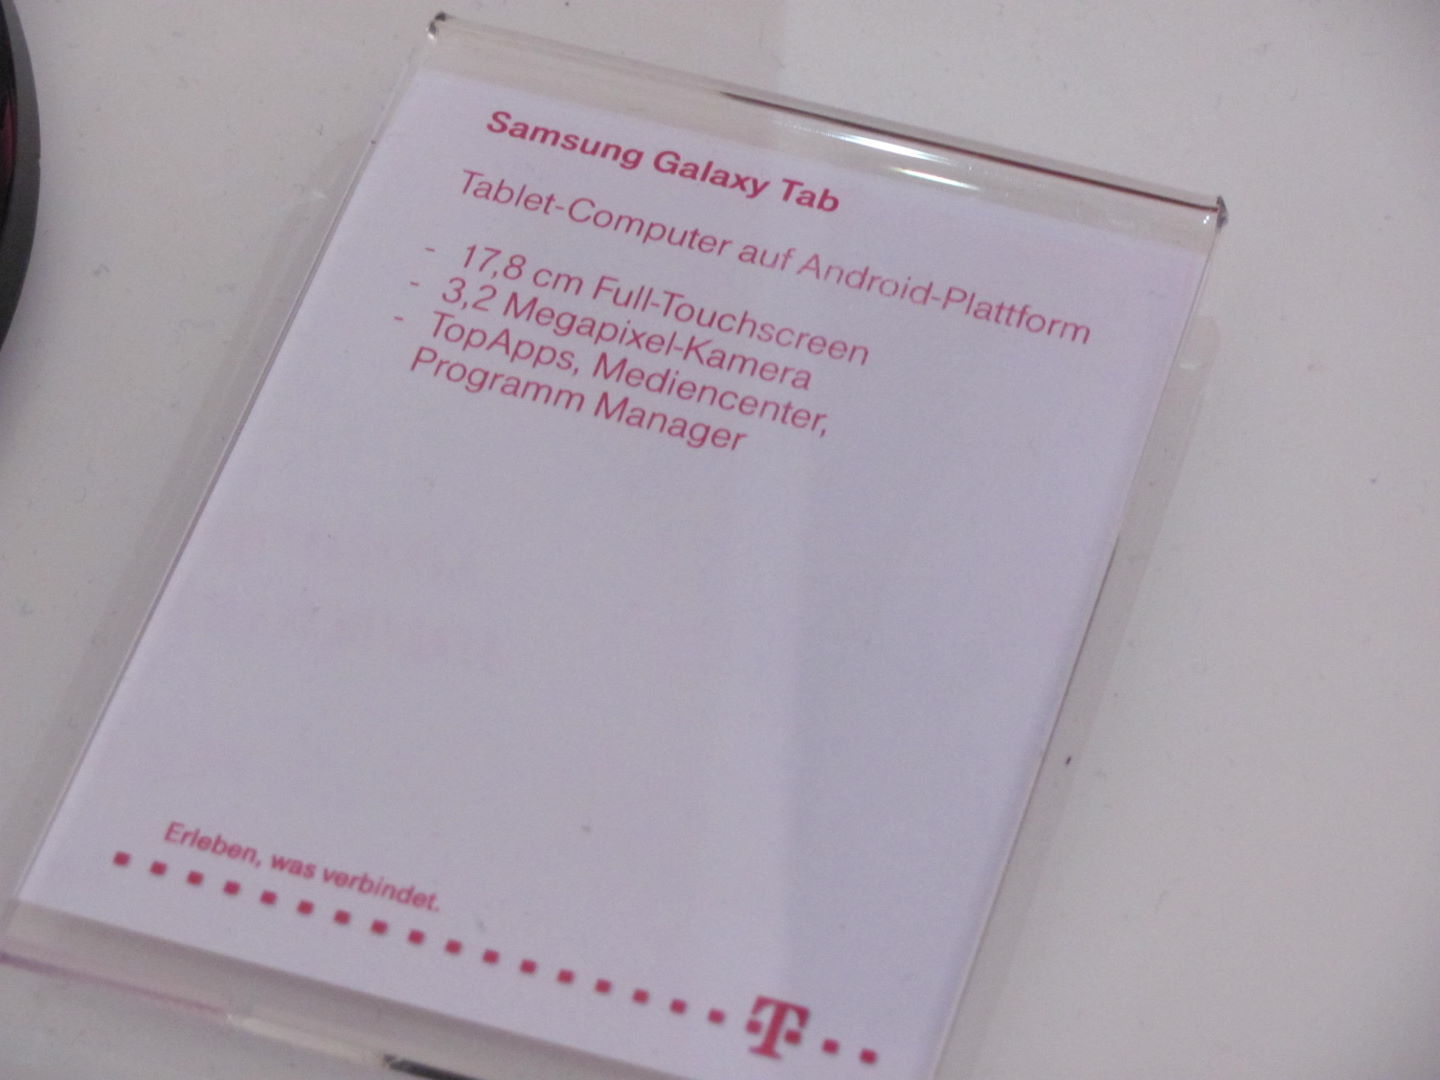 Samsung Galaxy Tab
Tablet-Computer auf Android-Plattform
- 17,8 cm Full-Touchscreen
- 3,2 Megapixel-Kamera
- TopApps, Mediencenter,
Programm Manager
Erleben, was verbindet.
T